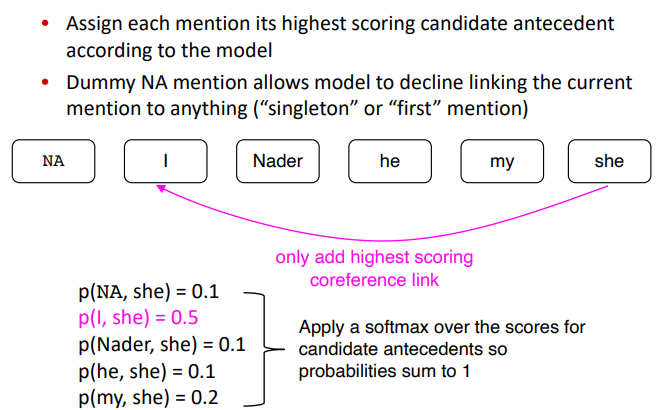 • Assign each mention its highest scoring candidate antecedent
according to the model
• Dummy NA mention allows model to decline linking the current
mention to anything (“singleton” or “first” mention)
NA I Nader he my she
only add highest scoring
coreference link
p(NA, she) = 0.1
p(I, she) = 0.5
p(Nader, she) = 0.1
p(he, she) = 0.1
p(my, she) = 0.2
Apply a softmax over the scores for
candidate antecedents so
probabilities sum to 1